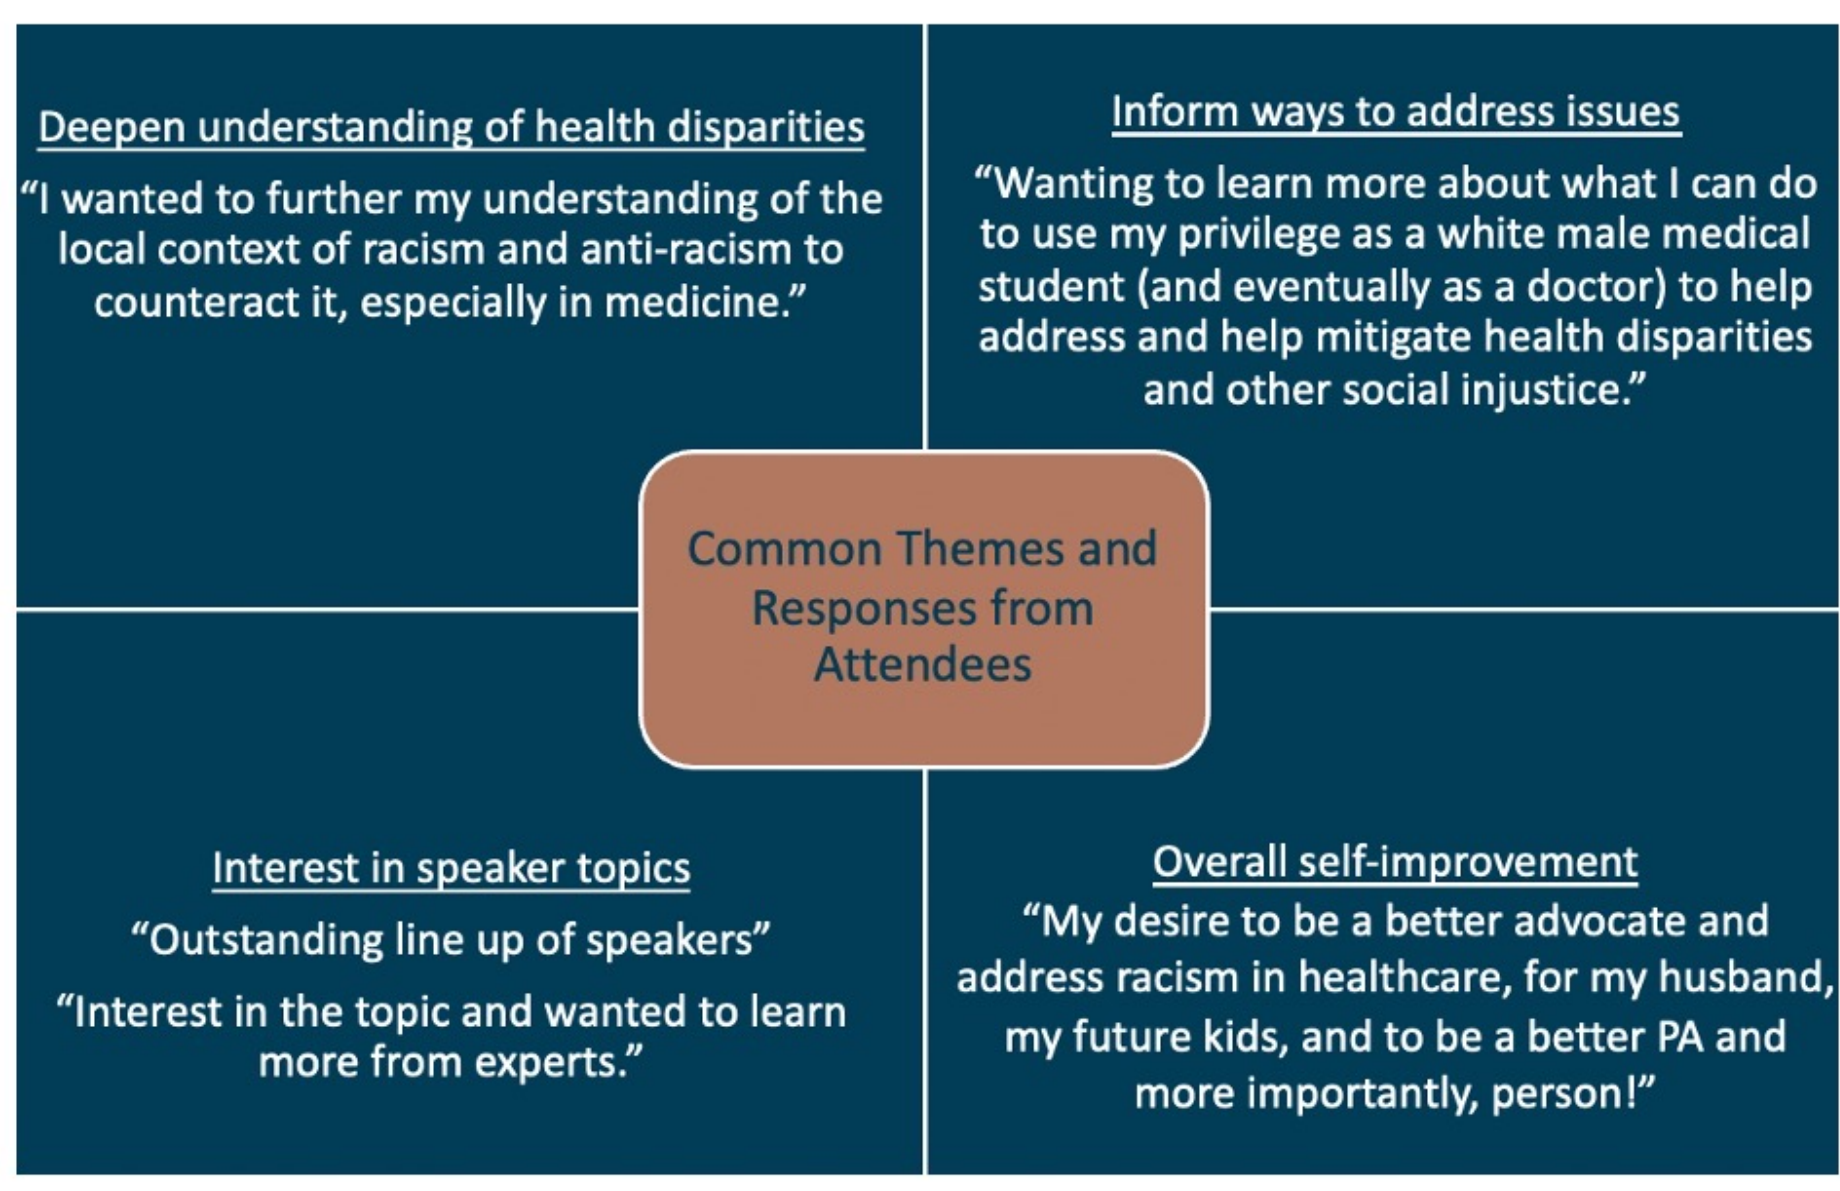 Deepen understanding of health disparities
“I wanted to further my understanding of the
local context of racism and anti-racism to
counteract it, especially in medicine.”
Inform ways to address issues
“Wanting to learn more about what I can do
to use my privilege as a white male medical
student (and eventually as a doctor) to help
address and help mitigate health disparities
and other social injustice.”
Common Themes and
Responses from
Attendees
Interest in speaker topics
“Outstanding line up of speakers”
“Interest in the topic and wanted to learn
more from experts.”
Overall self-improvement
“My desire to be a better advocate and
address racism in healthcare, for my husband,
my future kids, and to be a better PA and
more importantly, person!”